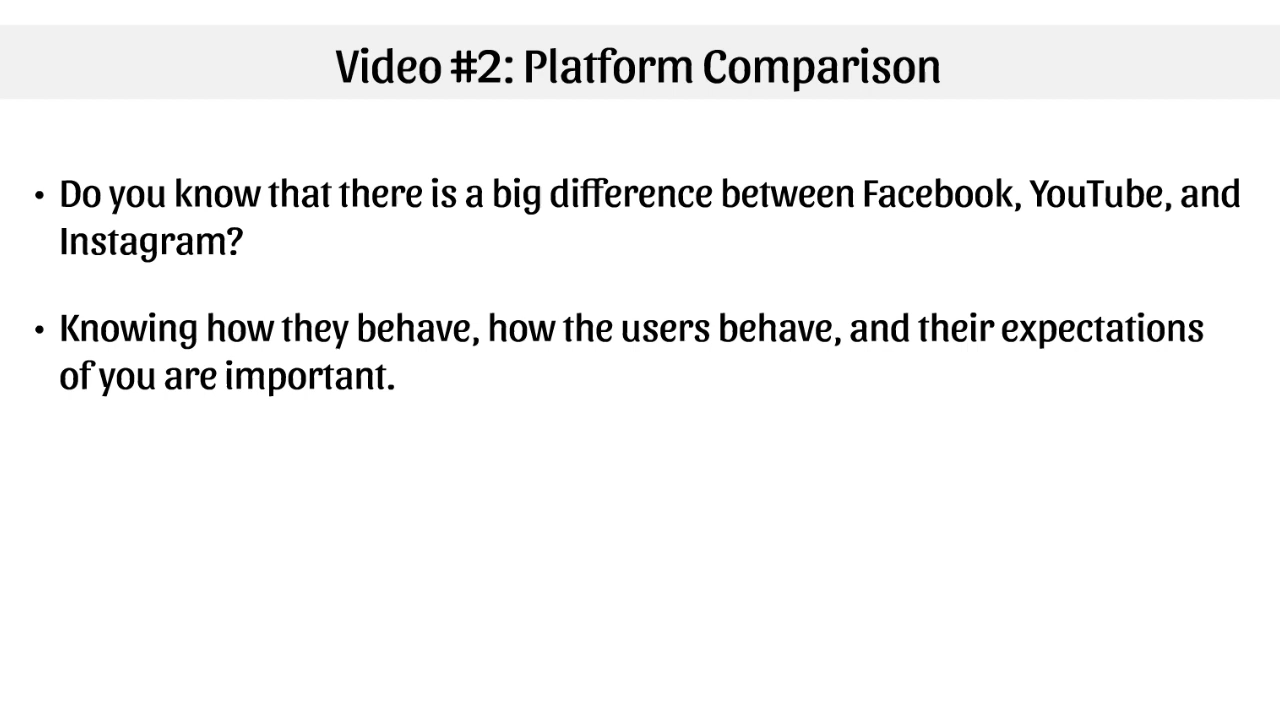 Video #2: Platform Comparison
• Do you know that there is a big difference between Facebook, YouTube, and
Instagram?
• Knowing how they behave, how the users behave, and their expectations
of you are important.